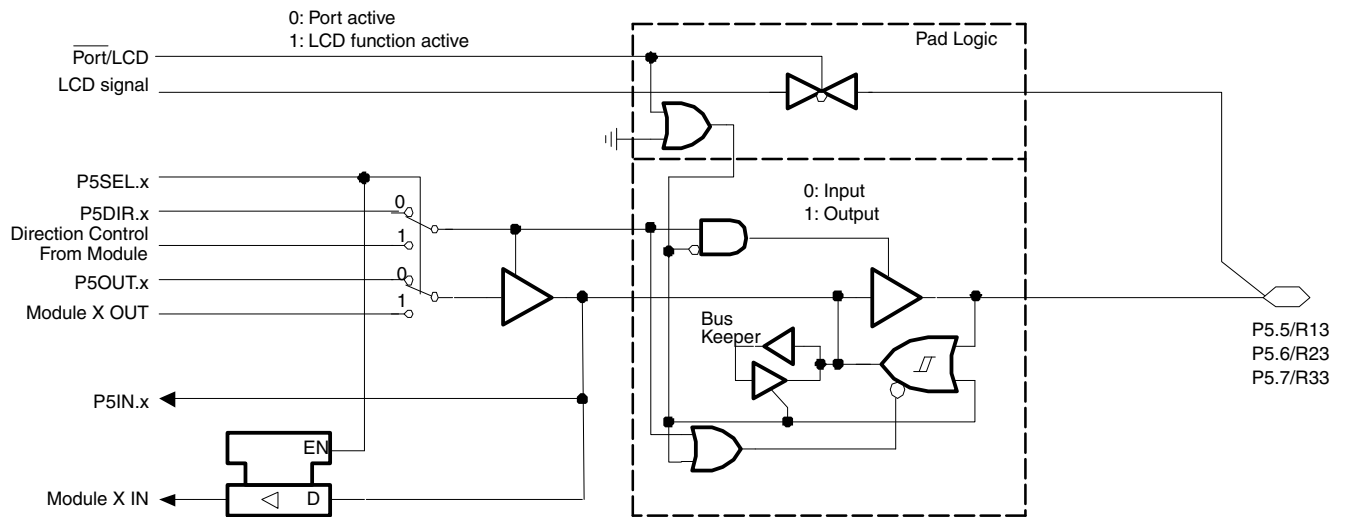 0: Port active
1: LCD function active
Pad Logic
Port/LCD
LCD signal
P5SEL.x
0
P5DIR.x
Direction Control
From Module
1
P5OUT.x
0
Module X OUT
1
0: Input
1: Output
Bus
Keeper
P5.5/R13
P5.6/R23
P5.7/R33
P5IN.x
EN
Module X IN
D